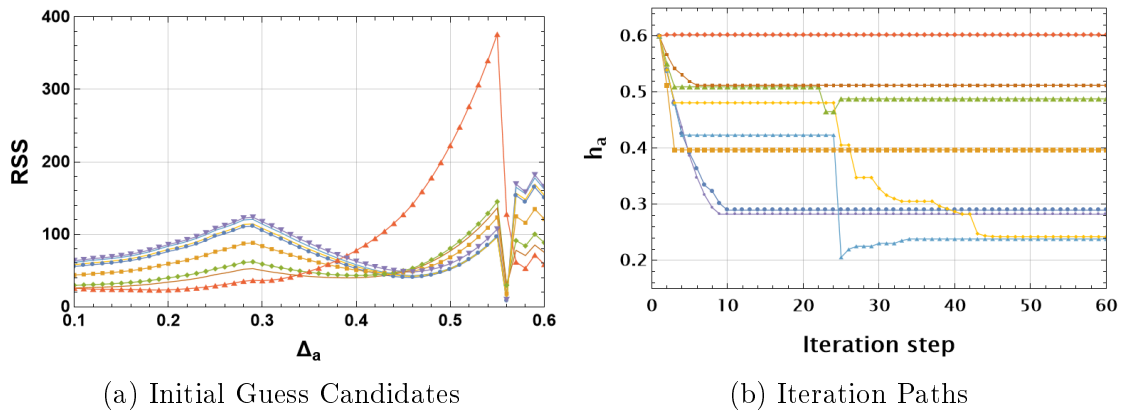 400
300
200
100
0
RSS
0.1 0.2 0.3 0.4 0.5 0.6
Δa
(a) Initial Guess Candidates
0.6
0.5
0.4
0.3
0.2
ha
0 10 20 30 40 50 60
Iteration step
(b) Iteration Paths